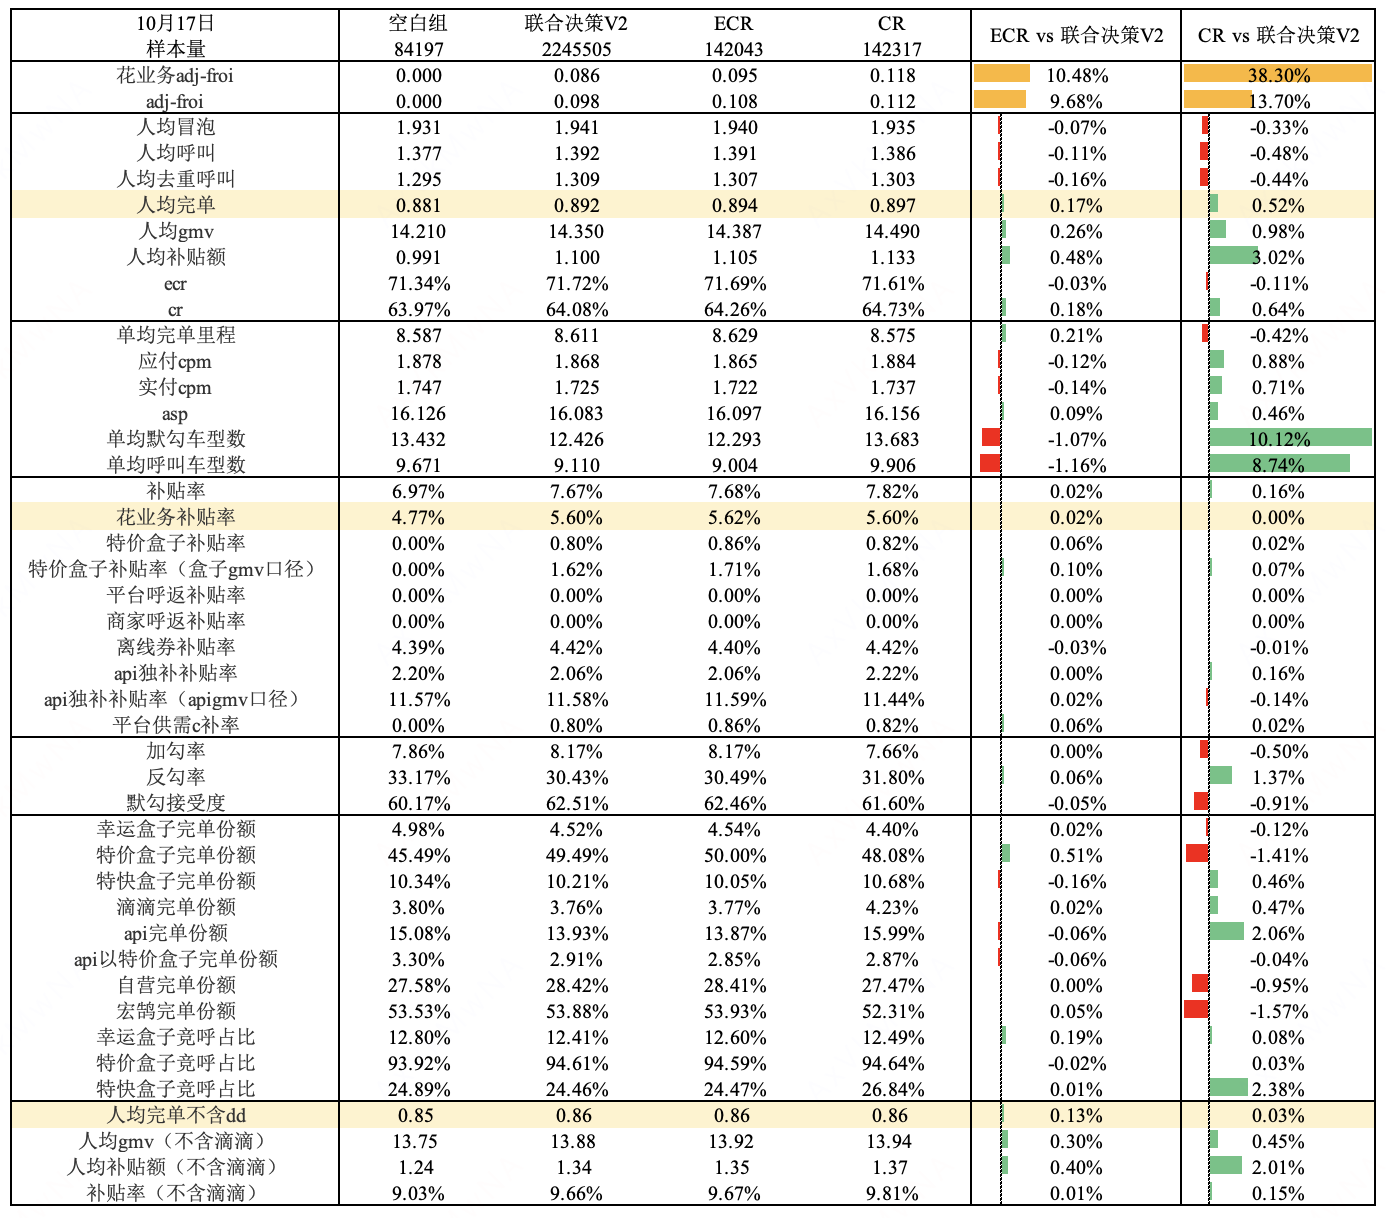 10月17日 空白组 联合决策V2 ECR CR ECR vs 联合决策V2 CR vs 联合决策V2
样本量 84197 2245505 142043 142317
花业务adj-froi 0.000 0.086 0.095 0.118 10.48% 38.30%
adj-froi 0.000 0.098 0.108 0.112 9.68% 13.70%
人均冒泡 1.931 1.941 1.940 1.935 -0.07% -0.33%
人均呼叫 1.377 1.392 1.391 1.386 -0.11% -0.48%
人均去重呼叫 1.295 1.309 1.307 1.303 -0.16% -0.44%
人均完单 0.881 0.892 0.894 0.897 0.17% 0.52%
人均gmv 14.210 14.350 14.387 14.490 0.26% 0.98%
人均补贴额 0.991 1.100 1.105 1.133 0.48% 3.02%
ecr 71.34% 71.72% 71.69% 71.61% -0.03% -0.11%
cr 63.97% 64.08% 64.26% 64.73% 0.18% 0.64%
单均完单里程 8.587 8.611 8.629 8.575 0.21% -0.42%
应付cpm 1.878 1.868 1.865 1.884 -0.12% 0.88%
实付cpm 1.747 1.725 1.722 1.737 -0.14% 0.71%
asp 16.126 16.083 16.097 16.156 0.09% 0.46%
单均默勾车型数 13.432 12.426 12.293 13.683 -1.07% 10.12%
单均呼叫车型数 9.671 9.110 9.004 9.906 -1.16% 8.74%
补贴率 6.97% 7.67% 7.68% 7.82% 0.02% 0.16%
花业务补贴率 4.77% 5.60% 5.62% 5.60% 0.02% 0.00%
特价盒子补贴率 0.00% 0.80% 0.86% 0.82% 0.06% 0.02%
特价盒子补贴率（盒子gmv口径） 0.00% 1.62% 1.71% 1.68% 0.10% 0.07%
平台呼返补贴率 0.00% 0.00% 0.00% 0.00% 0.00% 0.00%
商家呼返补贴率 0.00% 0.00% 0.00% 0.00% 0.00% 0.00%
离线券补贴率 4.39% 4.42% 4.40% 4.42% -0.03% -0.01%
api独补补贴率 2.20% 2.06% 2.06% 2.22% 0.00% 0.16%
api独补补贴率（apigmv口径） 11.57% 11.58% 11.59% 11.44% 0.02% -0.14%
平台供需c补率 0.00% 0.80% 0.86% 0.82% 0.06% 0.02%
加勾率 7.86% 8.17% 8.17% 7.66% 0.00% -0.50%
反勾率 33.17% 30.43% 30.49% 31.80% 0.06% 1.37%
默勾接受度 60.17% 62.51% 62.46% 61.60% -0.05% -0.91%
幸运盒子完单份额 4.98% 4.52% 4.54% 4.40% 0.02% -0.12%
特价盒子完单份额 45.49% 49.49% 50.00% 48.08% 0.51% -1.41%
特快盒子完单份额 10.34% 10.21% 10.05% 10.68% -0.16% 0.46%
滴滴完单份额 3.80% 3.76% 3.77% 4.23% 0.02% 0.47%
api完单份额 15.08% 13.93% 13.87% 15.99% -0.06% 2.06%
api以特价盒子完单份额 3.30% 2.91% 2.85% 2.87% -0.06% -0.04%
自营完单份额 27.58% 28.42% 28.41% 27.47% 0.00% -0.95%
宏鹄完单份额 53.53% 53.88% 53.93% 52.31% 0.05% -1.57%
幸运盒子竞呼占比 12.80% 12.41% 12.60% 12.49% 0.19% 0.08%
特价盒子竞呼占比 93.92% 94.61% 94.59% 94.64% -0.02% 0.03%
特快盒子竞呼占比 24.89% 24.46% 24.47% 26.84% 0.01% 2.38%
人均完单不含dd 0.85 0.86 0.86 0.86 0.13% 0.03%
人均gmv（不含滴滴） 13.75 13.88 13.92 13.94 0.30% 0.45%
人均补贴额（不含滴滴） 1.24 1.34 1.35 1.37 0.40% 2.01%
补贴率（不含滴滴） 9.03% 9.66% 9.67% 9.81% 0.01% 0.15%